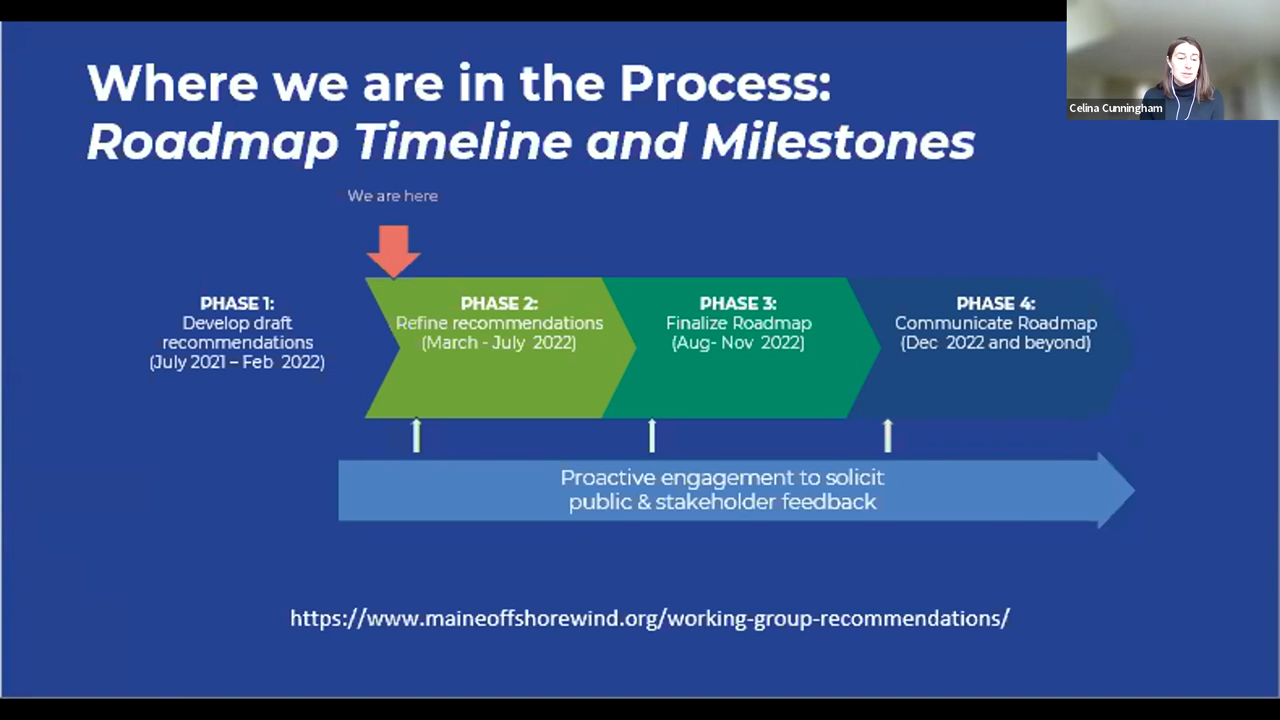 Where we are in the Process:
Roadmap Timeline and Milestones
Celina Cunningham
We are here
PHASE 1:
Develop draft
recommendations
(July 2021 – Feb 2022)
PHASE 2:
Refine recommendations
(March - July 2022)
PHASE 3:
Finalize Roadmap
(Aug- Nov 2022)
PHASE 4:
Communicate Roadmap
(Dec 2022 and beyond)
Proactive engagement to solicit
public & stakeholder feedback
https://www.maineoffshorewind.org/working-group-recommendations/